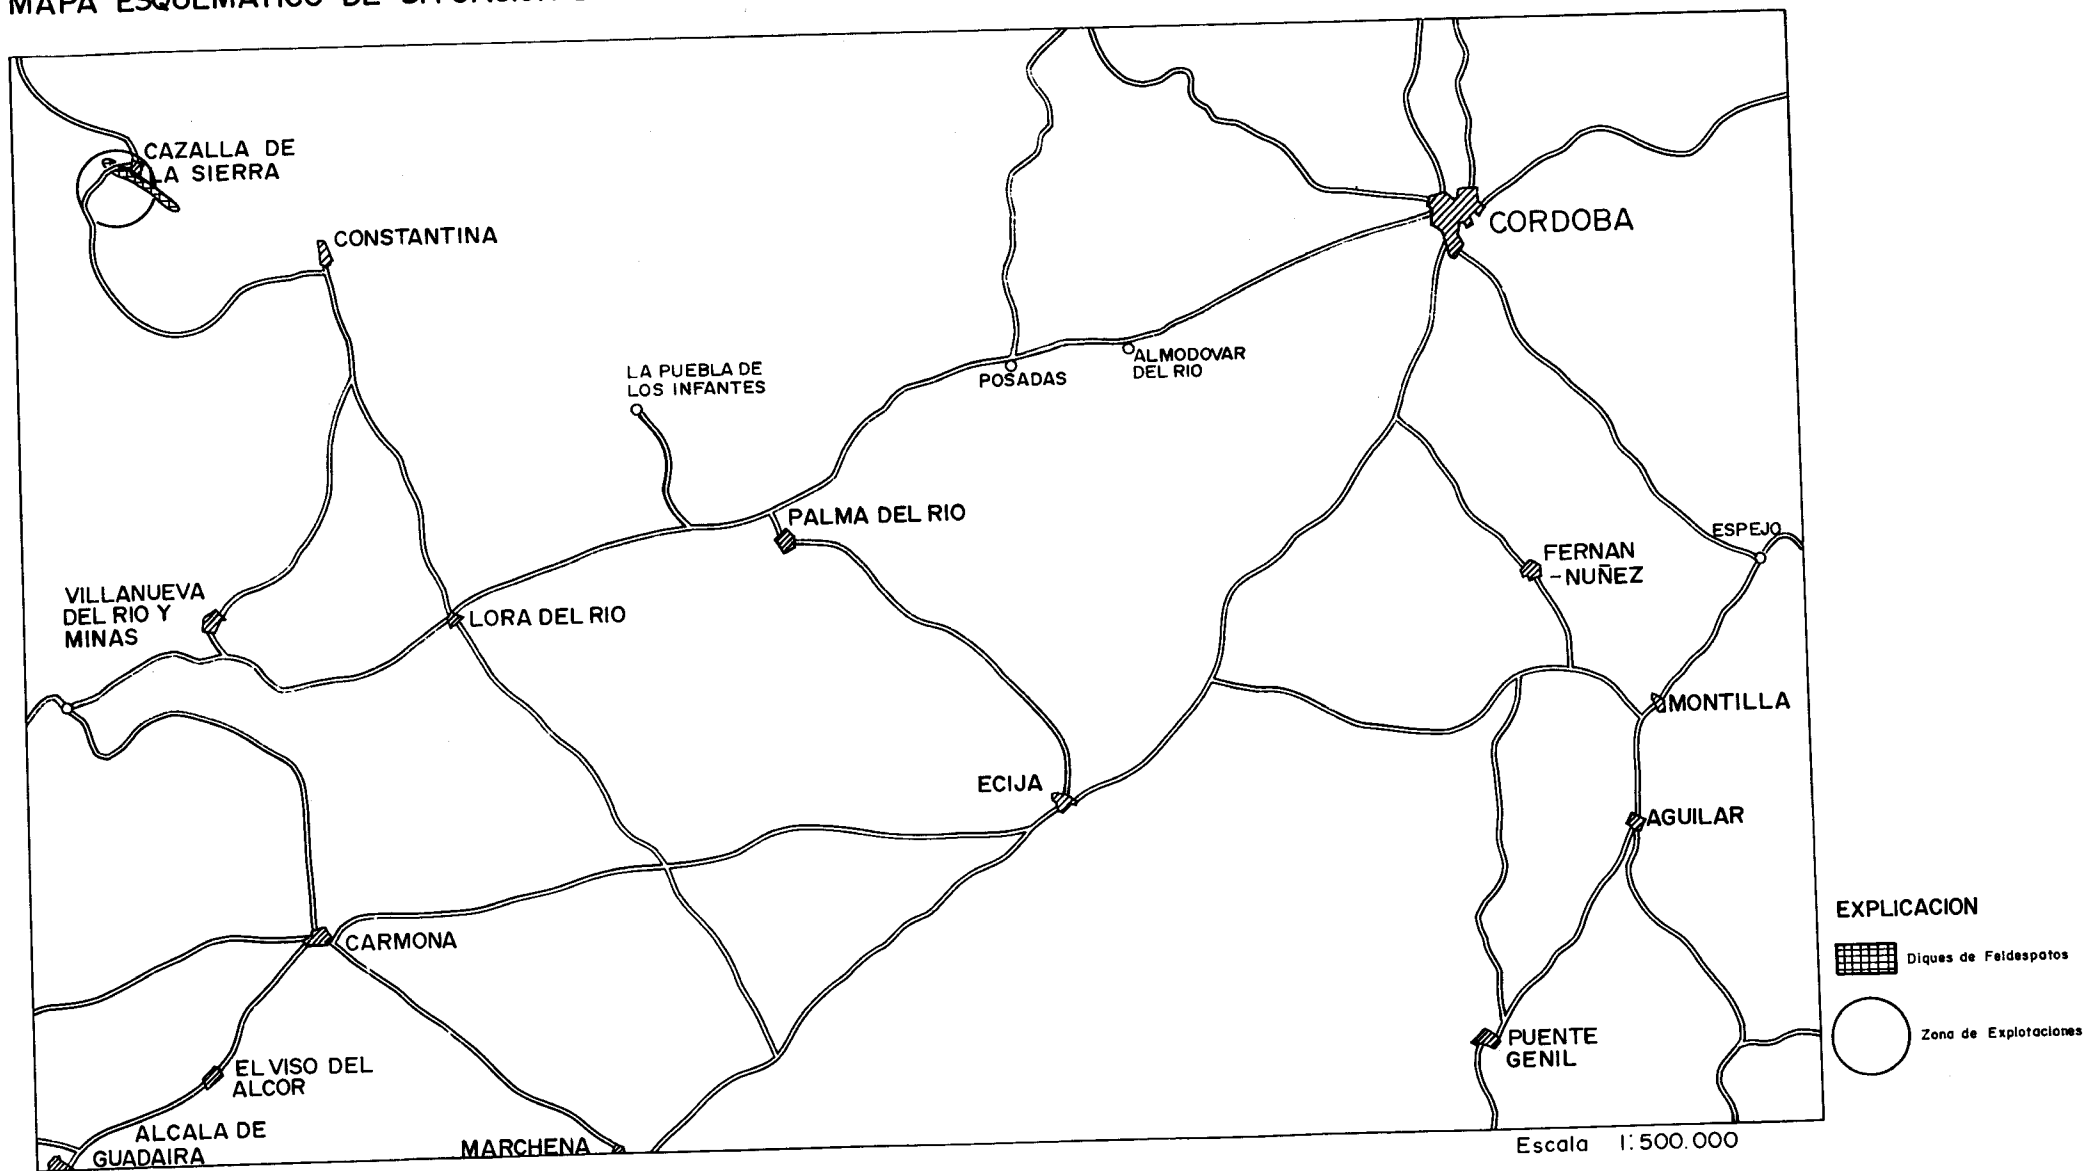 MAPA ESQUEMATICO DE SITUACION
CAZALLA DE
LA SIERRA
CONSTANTINA
CORDOBA
LA PUEBLA DE
LOS INFANTES
POSADAS
ALMODOVAR
DEL RIO
PALMA DEL RIO
ESPEJO
FERNAN
-NUÑEZ
VILLANUEVA
DEL RIO Y
MINAS
LORA DEL RIO
MONTILLA
ECIJA
AGUILAR
CARMONA
EXPLICACION
Diques de Feldespatos
Zona de Explotaciones
PUENTE
GENIL
EL VISO DEL
ALCOR
ALCALA DE
GUADAIRA
MARCHENA
Escala 1:500.000